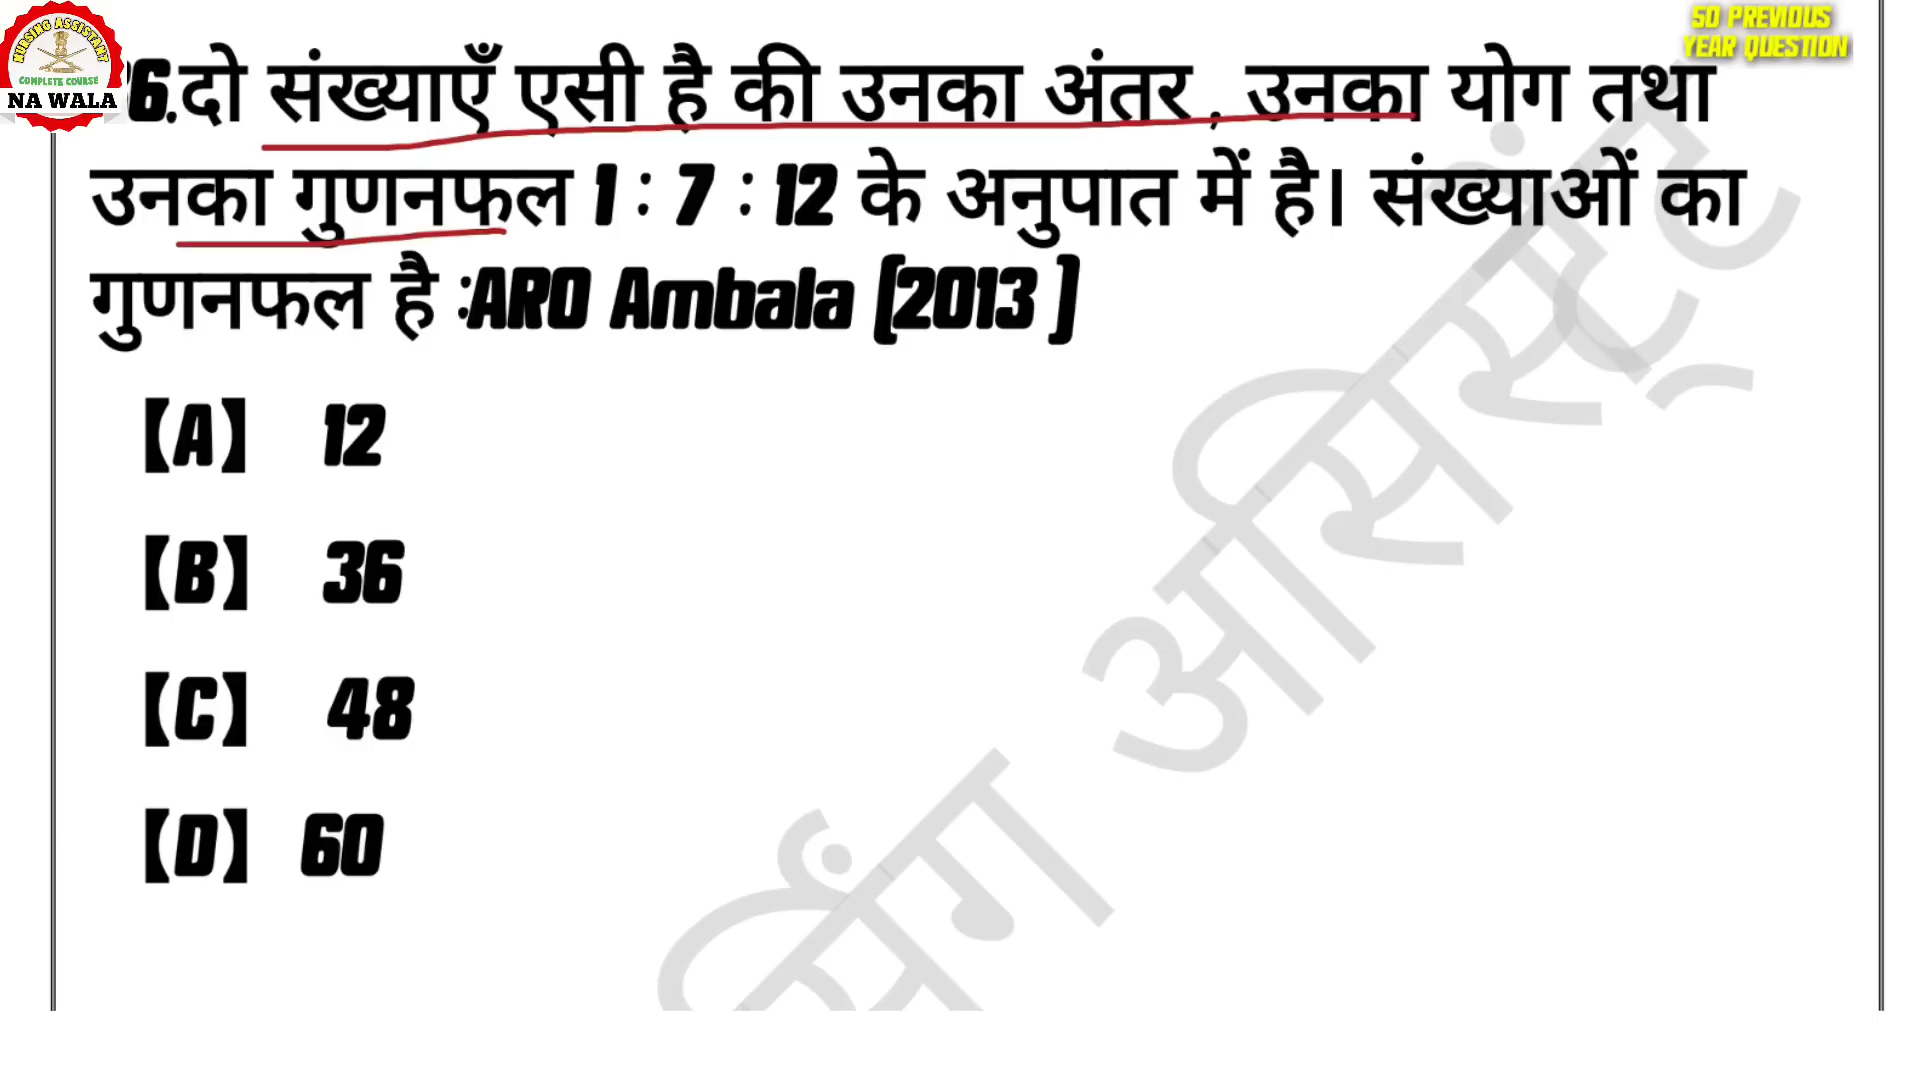 NURSING ASSISTANT
COMPLETE COURSE
NA WALA
50 PREVIOUS
YEAR QUESTION
6.दो संख्याएँ एसी है की उनका अंतर , उनका योग तथा
उनका गुणनफल 1 : 7 : 12 के अनुपात में है। संख्याओं का
गुणनफल है :ARO Ambala (2013 )
【A】 12
【B】 36
【C】 48
【D】 60
र्सिंग असिस्टेंट